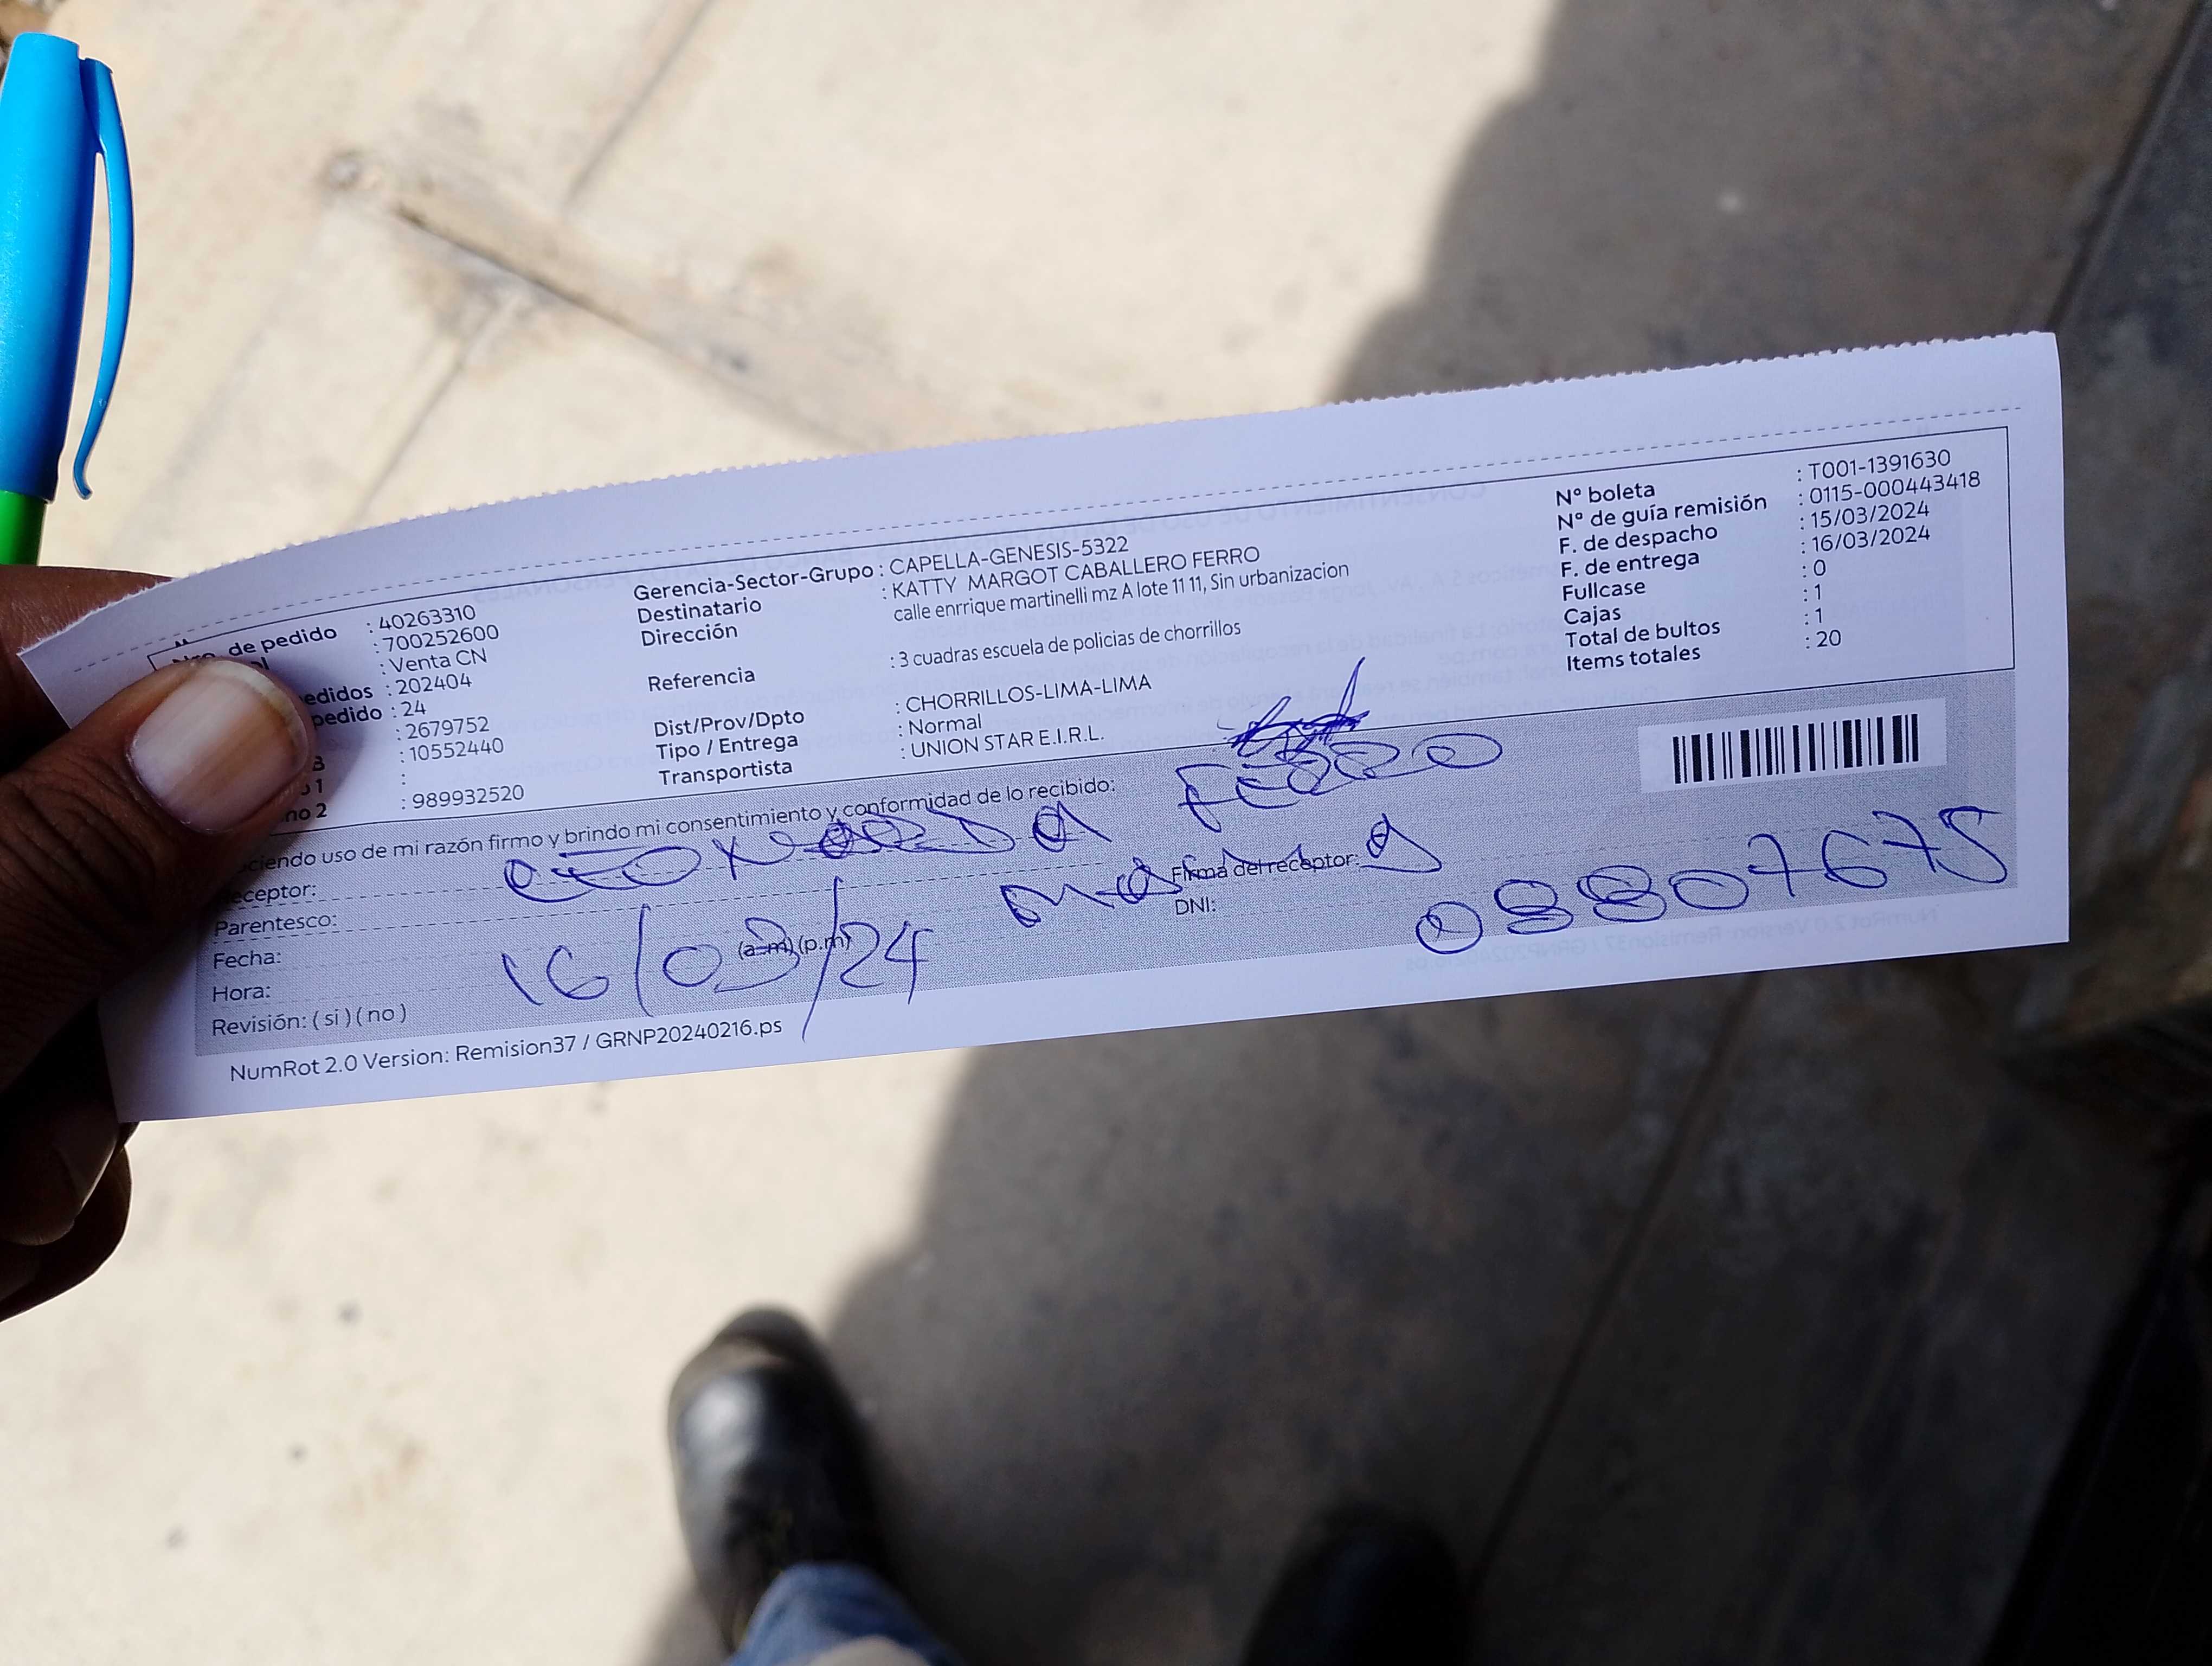 de pedido : 40263310
: 700252600
: Venta CN
edidos : 202404
pedido : 24
: 2679752
: 10552440
:
no 2 : 989932520
Gerencia-Sector-Grupo : CAPELLA-GENESIS-5322
Destinatario : KATTY MARGOT CABALLERO FERRO
Dirección calle enrrique martinelli mz A lote 11 11, Sin urbanizacion
Referencia : 3 cuadras escuela de policias de chorrillos
Dist/Prov/Dpto : CHORRILLOS-LIMA-LIMA
Tipo / Entrega : Normal
Transportista : UNION STAR E.I.R.L.
Nº boleta : T001-1391630
Nº de guía remisión : 0115-000443418
F. de despacho : 15/03/2024
F. de entrega : 16/03/2024
Fullcase : 0
Cajas : 1
Total de bultos : 1
Items totales : 20
ciendo uso de mi razón firmo y brindo mi consentimiento y conformidad de lo recibido:
eceptor:
Parentesco:
Fecha: 16/03/24
Hora: (a.m) (p.m)
Revisión: ( si ) ( no )
Firma del receptor:
DNI:
NumRot 2.0 Version: Remision37 / GRNP20240216.ps